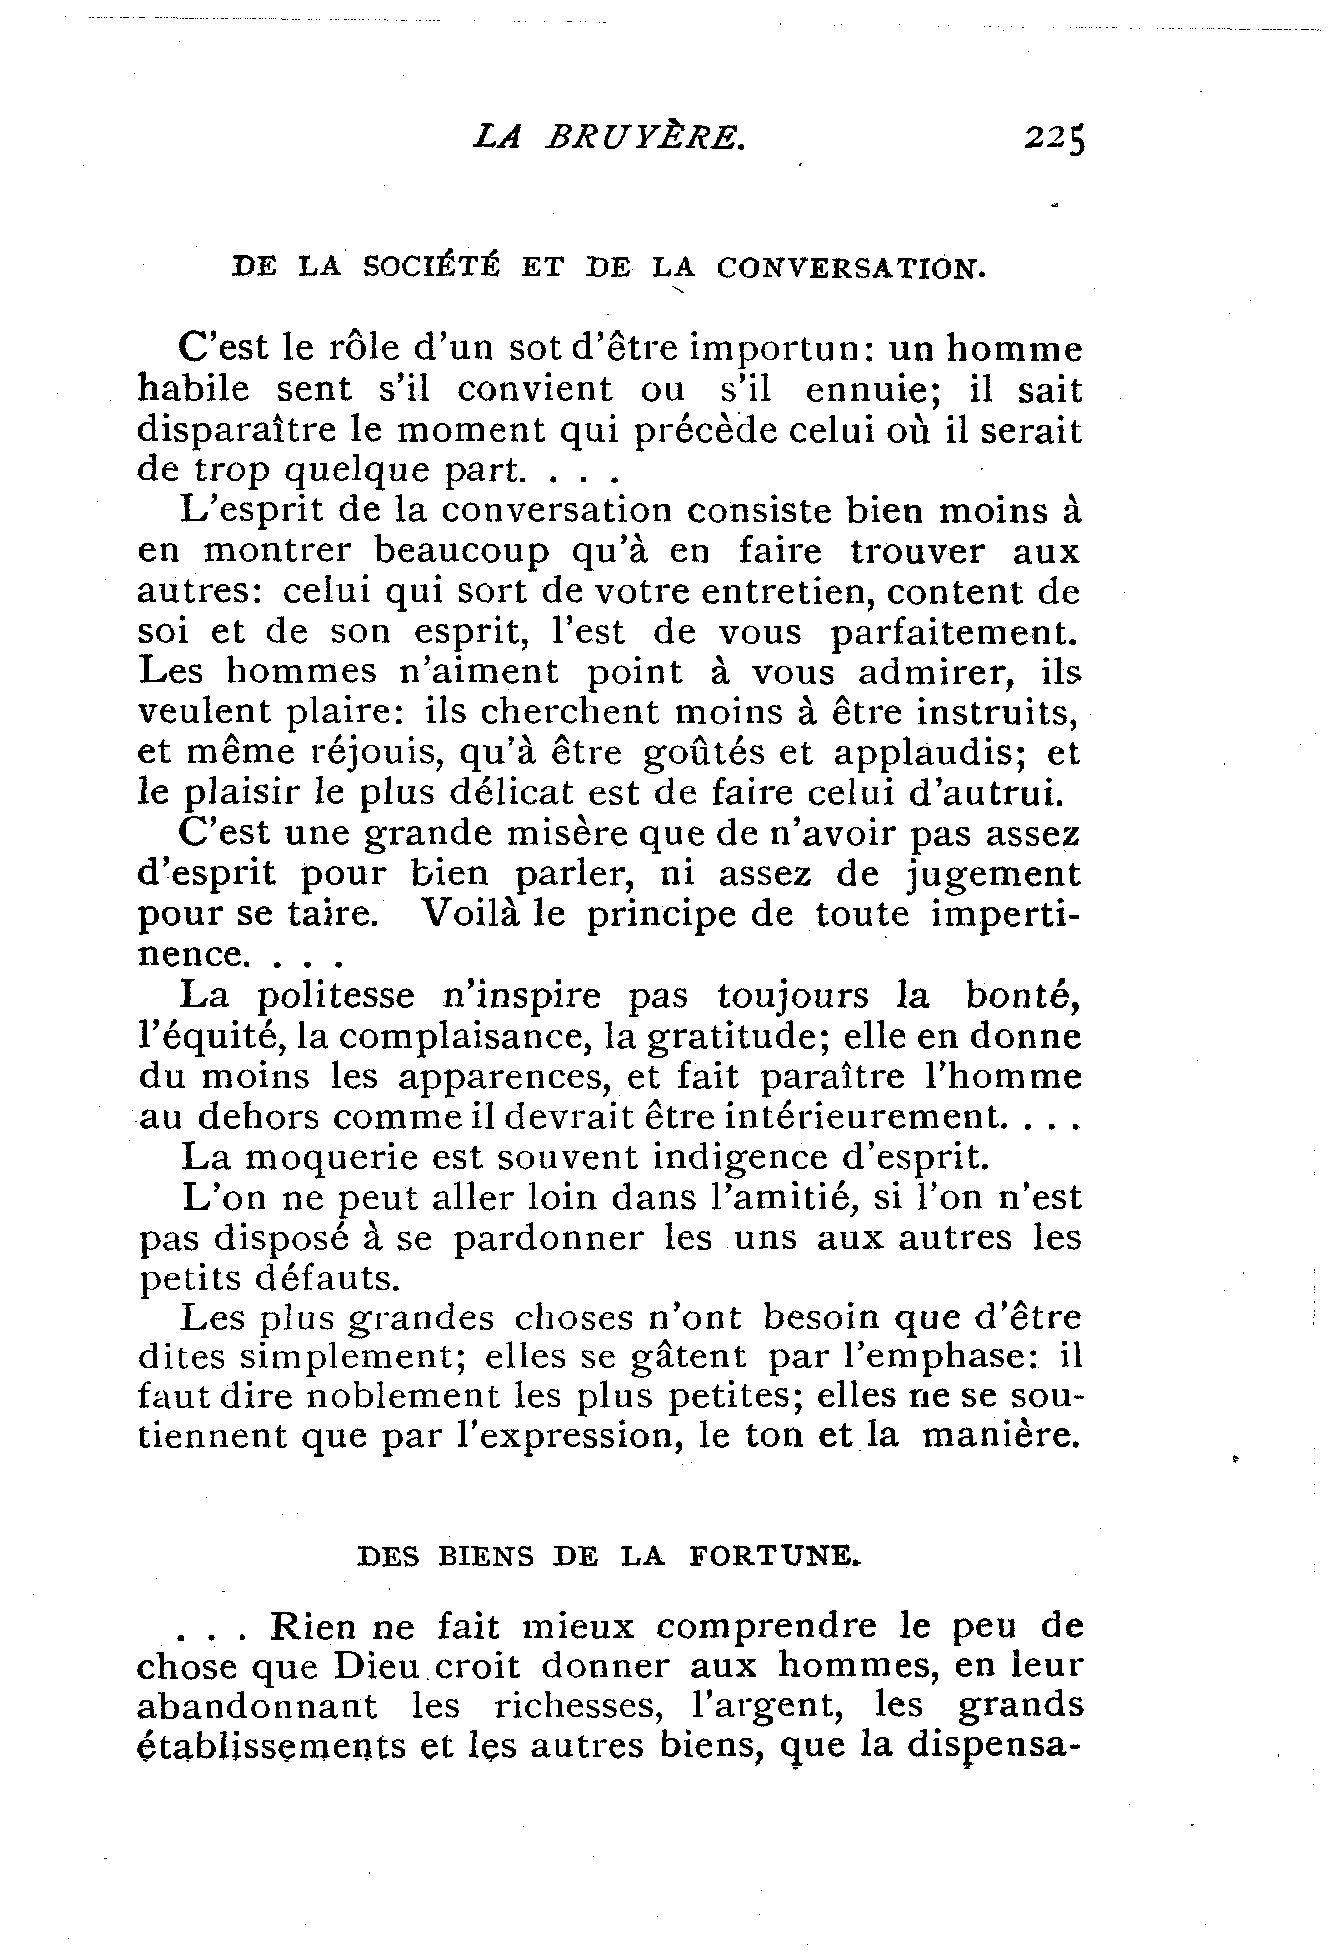 LA BRUYÈRE. 225
DE LA SOCIÉTÉ ET DE LA CONVERSATION.
C'est le rôle d'un sot d'être importun: un homme
habile sent s'il convient ou s'il ennuie; il sait
disparaître le moment qui précède celui où il serait
de trop quelque part. . . .
L'esprit de la conversation consiste bien moins à
en montrer beaucoup qu'à en faire trouver aux
autres: celui qui sort de votre entretien, content de
soi et de son esprit, l'est de vous parfaitement.
Les hommes n'aiment point à vous admirer, ils
veulent plaire: ils cherchent moins à être instruits,
et même réjouis, qu'à être goûtés et applaudis; et
le plaisir le plus délicat est de faire celui d'autrui.
C'est une grande misère que de n'avoir pas assez
d'esprit pour bien parler, ni assez de jugement
pour se taire. Voilà le principe de toute imperti-
nence. . . .
La politesse n'inspire pas toujours la bonté,
l'équité, la complaisance, la gratitude; elle en donne
du moins les apparences, et fait paraître l'homme
au dehors comme il devrait être intérieurement. . . .
La moquerie est souvent indigence d'esprit.
L'on ne peut aller loin dans l'amitié, si l'on n'est
pas disposé à se pardonner les uns aux autres les
petits défauts.
Les plus grandes choses n'ont besoin que d'être
dites simplement; elles se gâtent par l'emphase: il
faut dire noblement les plus petites; elles ne se sou-
tiennent que par l'expression, le ton et la manière.
DES BIENS DE LA FORTUNE.
. . . Rien ne fait mieux comprendre le peu de
chose que Dieu croit donner aux hommes, en leur
abandonnant les richesses, l'argent, les grands
établissements et les autres biens, que la dispensa-